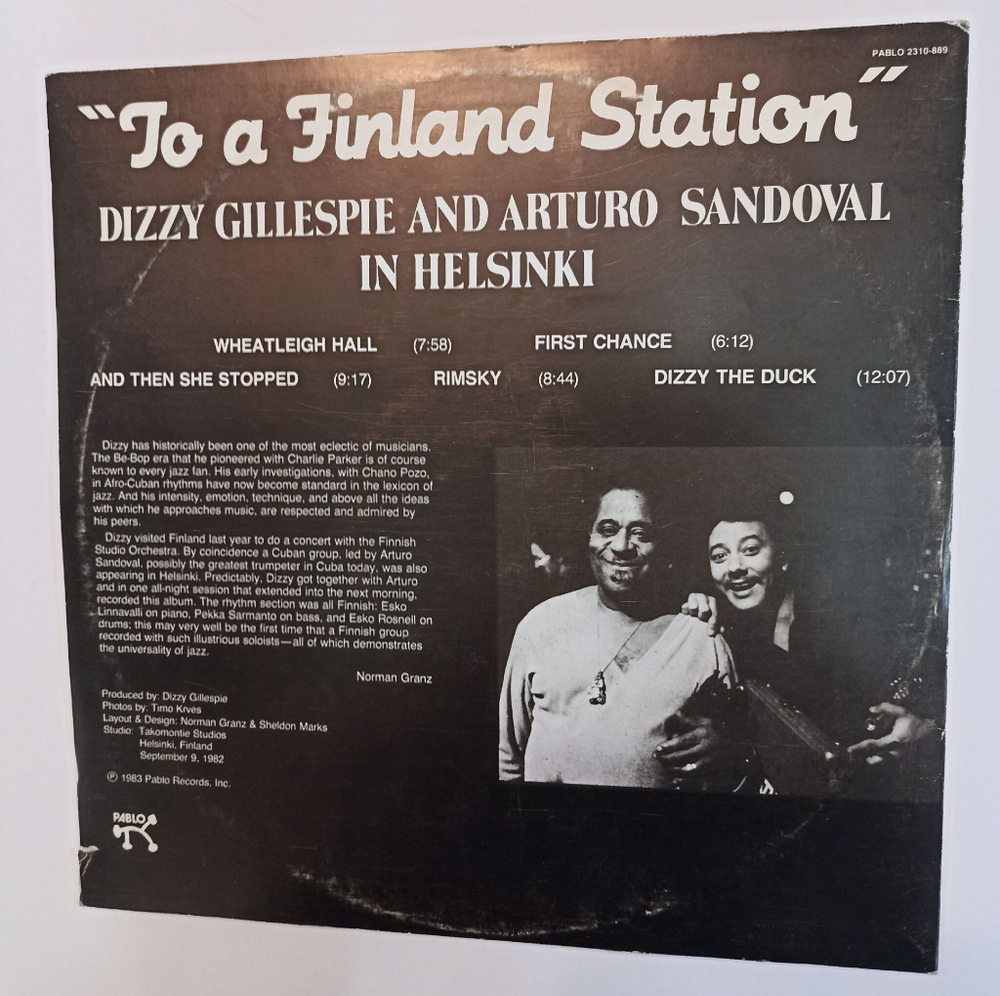 PABLO 2310-889
"To a Finland Station"
DIZZY GILLESPIE AND ARTURO SANDOVAL
IN HELSINKI
WHEATLEIGH HALL (7:58) FIRST CHANCE (6:12)
AND THEN SHE STOPPED (9:17) RIMSKY (8:44) DIZZY THE DUCK (12:07)
Dizzy has historically been one of the most eclectic of musicians.
The Be-Bop era that he pioneered with Charlie Parker is of course
known to every jazz fan. His early investigations, with Chano Pozo,
in Afro-Cuban rhythms have now become standard in the lexicon of
jazz. And his intensity, emotion, technique, and above all the ideas
with which he approaches music, are respected and admired by
his peers.
Dizzy visited Finland last year to do a concert with the Finnish
Studio Orchestra. By coincidence a Cuban group, led by Arturo
Sandoval, possibly the greatest trumpeter in Cuba today, was also
appearing in Helsinki. Predictably, Dizzy got together with Arturo
and in one all-night session that extended into the next morning,
recorded this album. The rhythm section was all Finnish: Esko
Linnavalli on piano, Pekka Sarmanto on bass, and Esko Rosnell on
drums; this may very well be the first time that a Finnish group
recorded with such illustrious soloists—all of which demonstrates
the universality of jazz.
Norman Granz
Produced by: Dizzy Gillespie
Photos by: Timo Krves
Layout & Design: Norman Granz & Sheldon Marks
Studio: Takomontie Studios
Helsinki, Finland
September 9, 1982
℗ 1983 Pablo Records, Inc.
PABLO